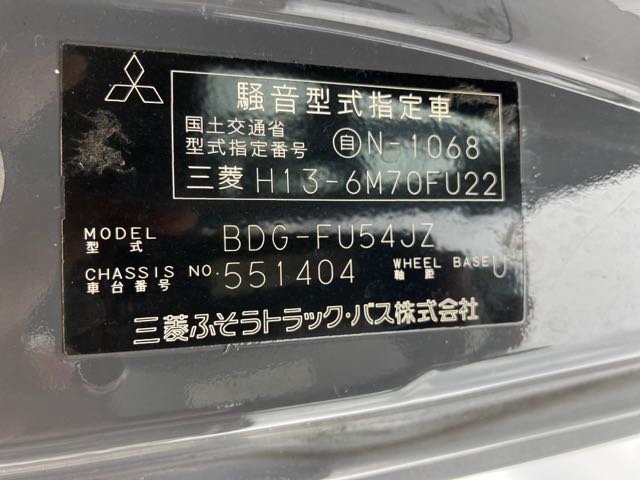 騒音型式指定車
国土交通省
型式指定番号 自N-1068
三菱 H13-6M70FU22
MODEL
型式 BDG-FU54JZ
CHASSIS NO. 551404 WHEEL BASE U
車台番号 軸距
三菱ふそうトラック・バス株式会社